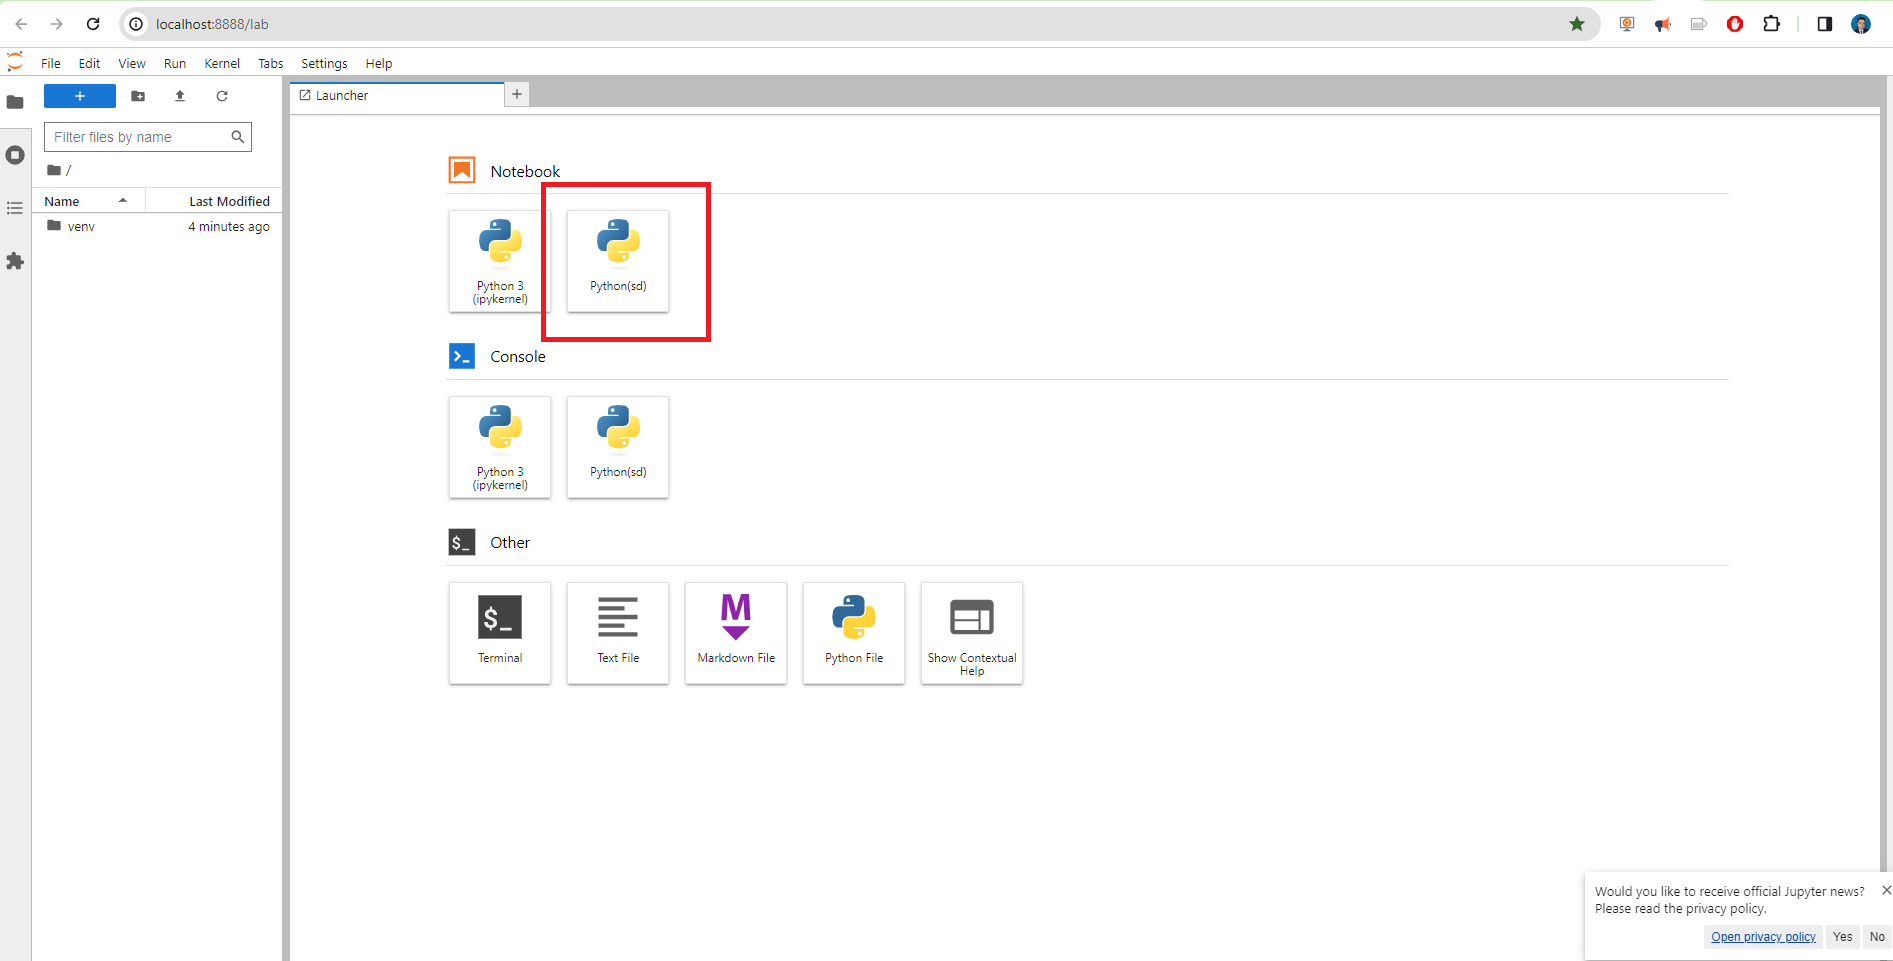 localhost:8888/lab
File Edit View Run Kernel Tabs Settings Help
+
Launcher +
Filter files by name
/
Name Last Modified
venv 4 minutes ago
Notebook
Python 3
(ipykernel)
Python(sd)
Console
Python 3
(ipykernel)
Python(sd)
$_ Other
$_
Terminal
Text File
M
Markdown File
Python File
Show Contextual
Help
Would you like to receive official Jupyter news?
Please read the privacy policy.
Open privacy policy Yes No